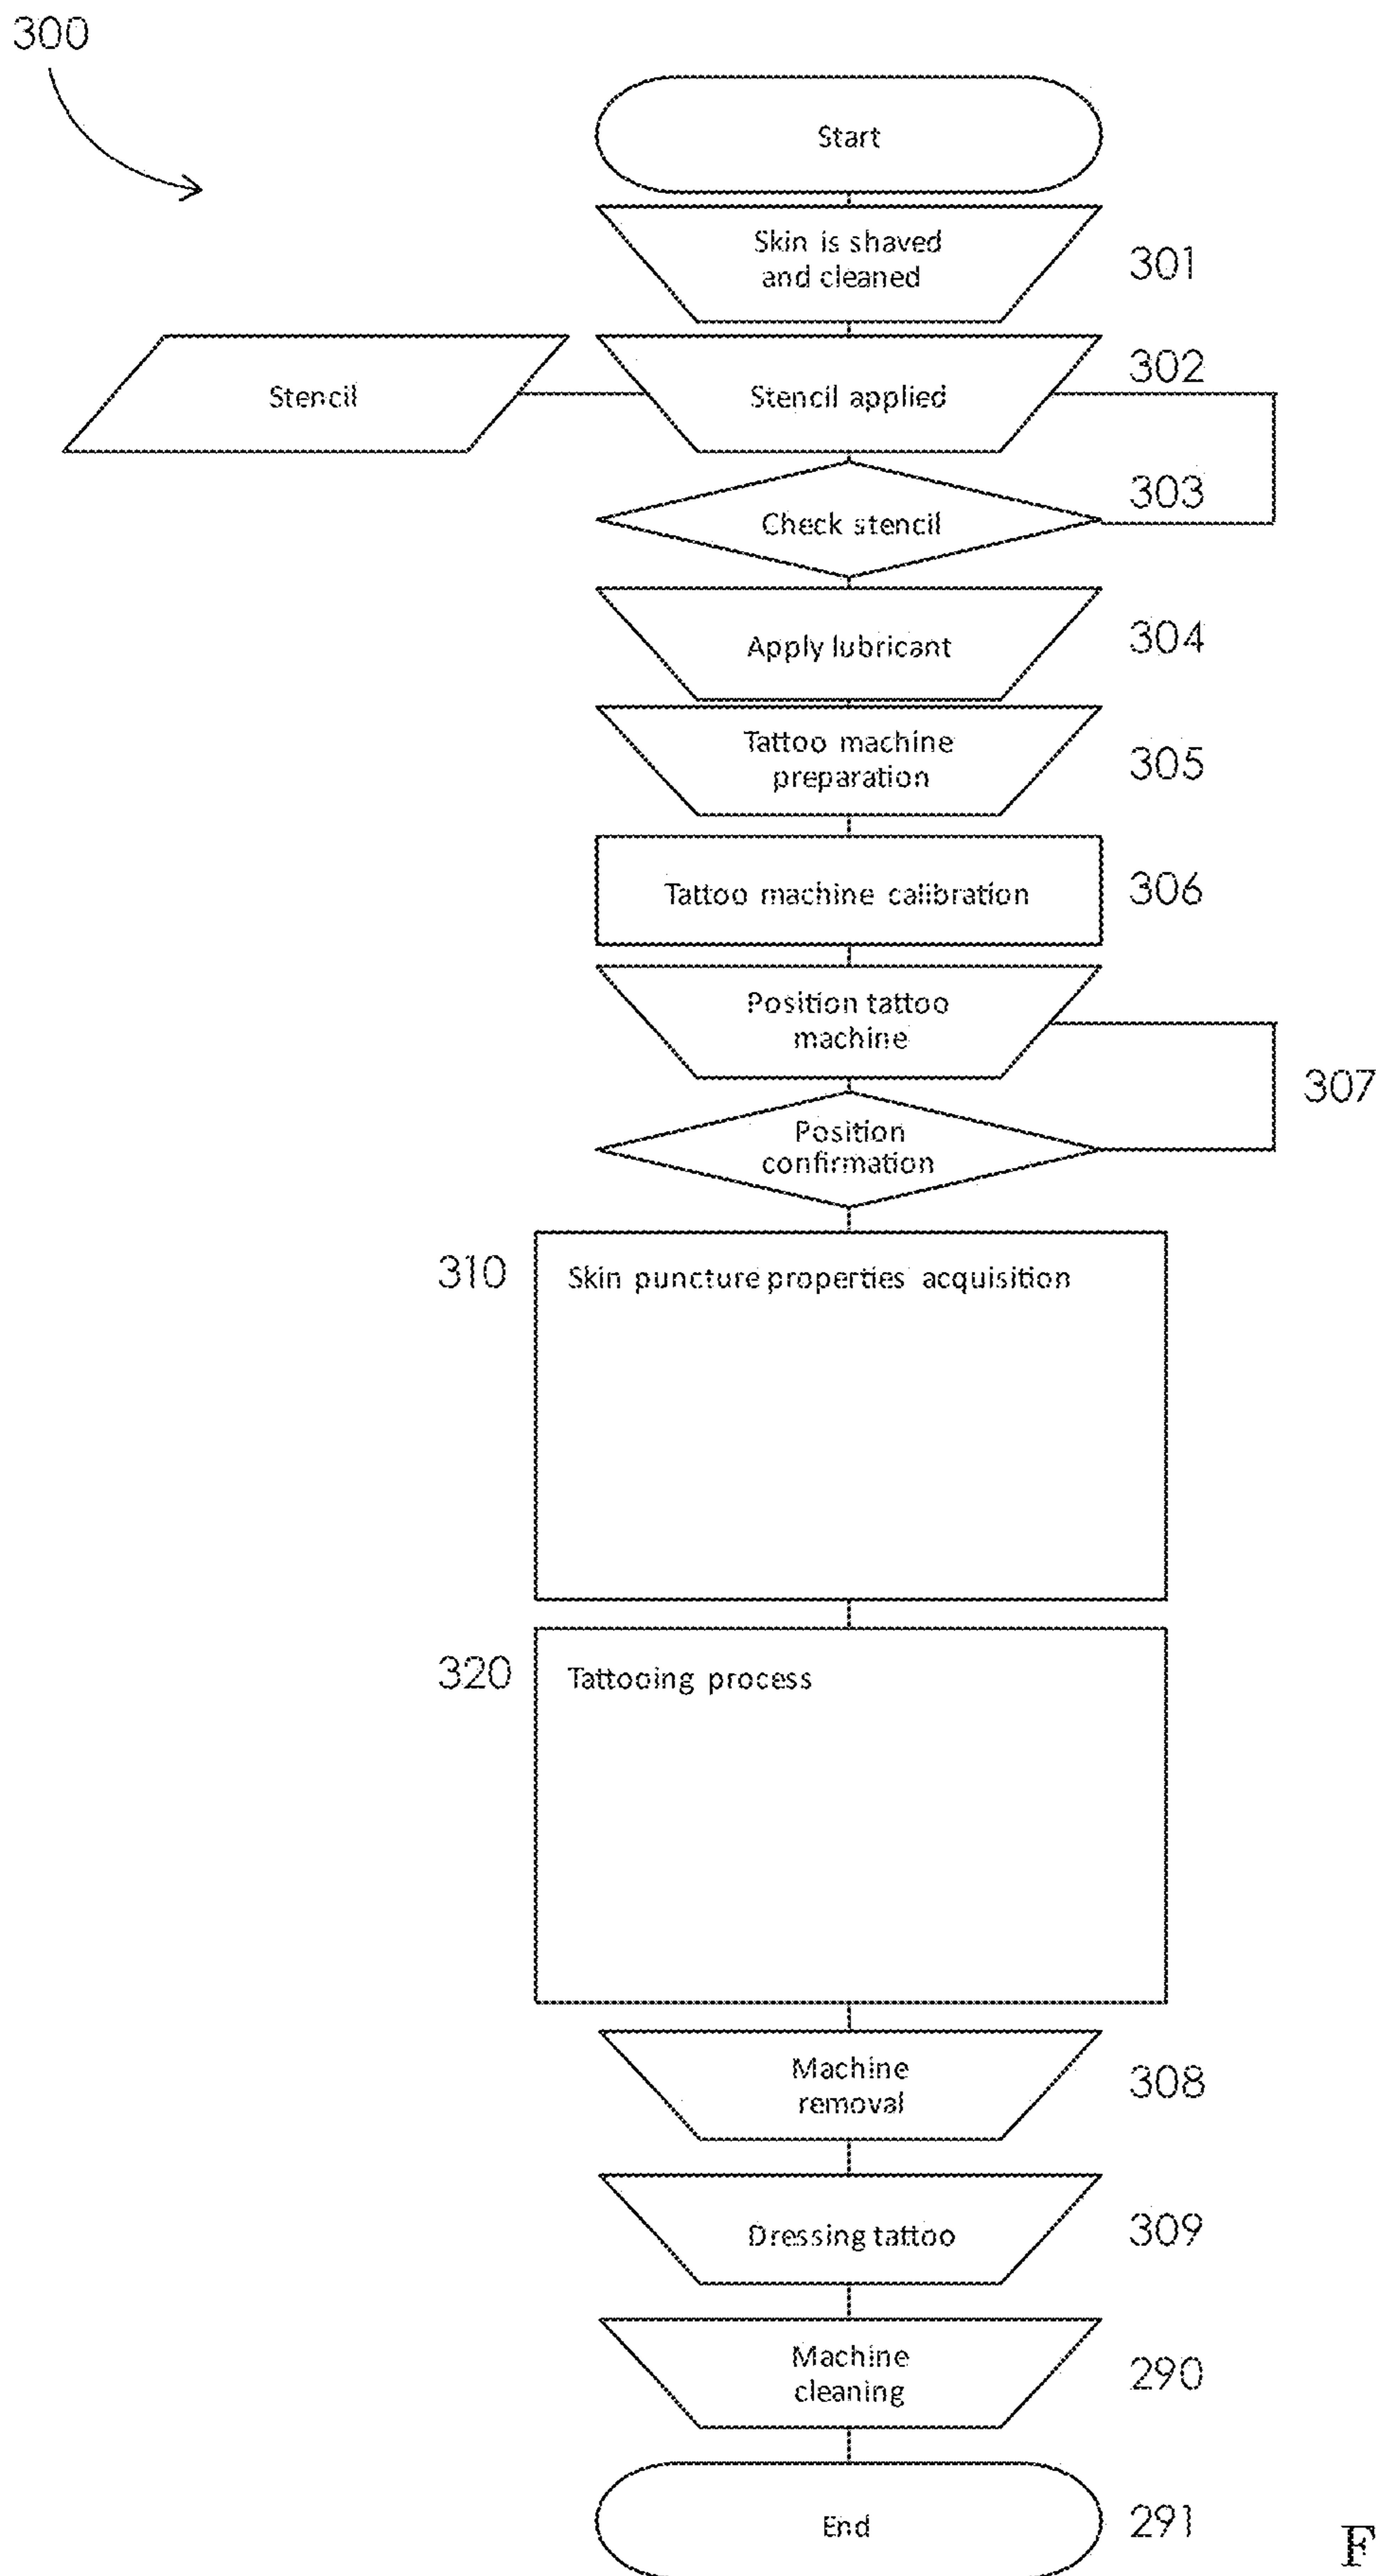 300
Start
Skin is shaved
and cleaned
301
Stencil
Stencil applied
302
Check stencil
303
Apply lubricant
304
Tattoo machine
preparation
305
Tattoo machine calibration
306
Position tattoo
machine
307
Position
confirmation
310
Skin puncture properties acquisition
320
Tattooing process
Machine
removal
308
Dressing tattoo
309
Machine
cleaning
290
End
291
F